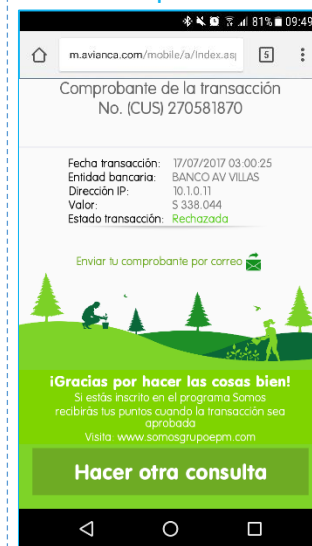 81% 09:49
m.avianca.com/mobile/a/Index.as
5
Comprobante de la transacción
No. (CUS) 270581870
Fecha transacción: 17/07/2017 03:00:25
Entidad bancaria: BANCO AV VILLAS
Dirección IP: 10.1.0.11
Valor: $ 338.044
Estado transacción: Rechazada
Enviar tu comprobante por correo
¡Gracias por hacer las cosas bien!
Si estás inscrito en el programa Somos
recibirás tus puntos cuando la transacción sea
aprobada
Visita: www.somosgrupoepm.com
Hacer otra consulta